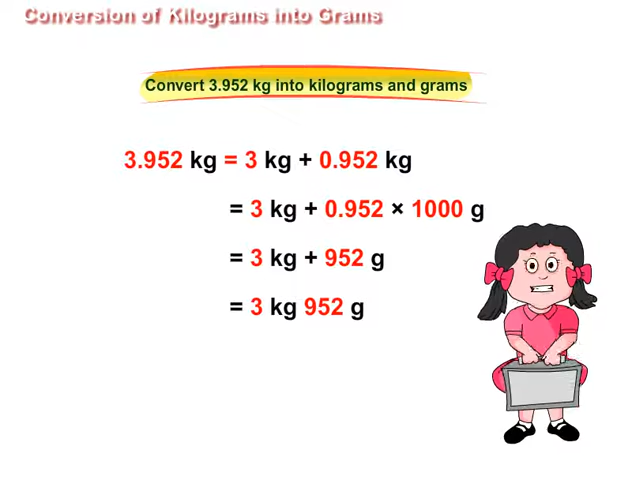 Conversion of Kilograms into Grams
Convert 3.952 kg into kilograms and grams
3.952 kg = 3 kg + 0.952 kg
= 3 kg + 0.952 × 1000 g
= 3 kg + 952 g
= 3 kg 952 g